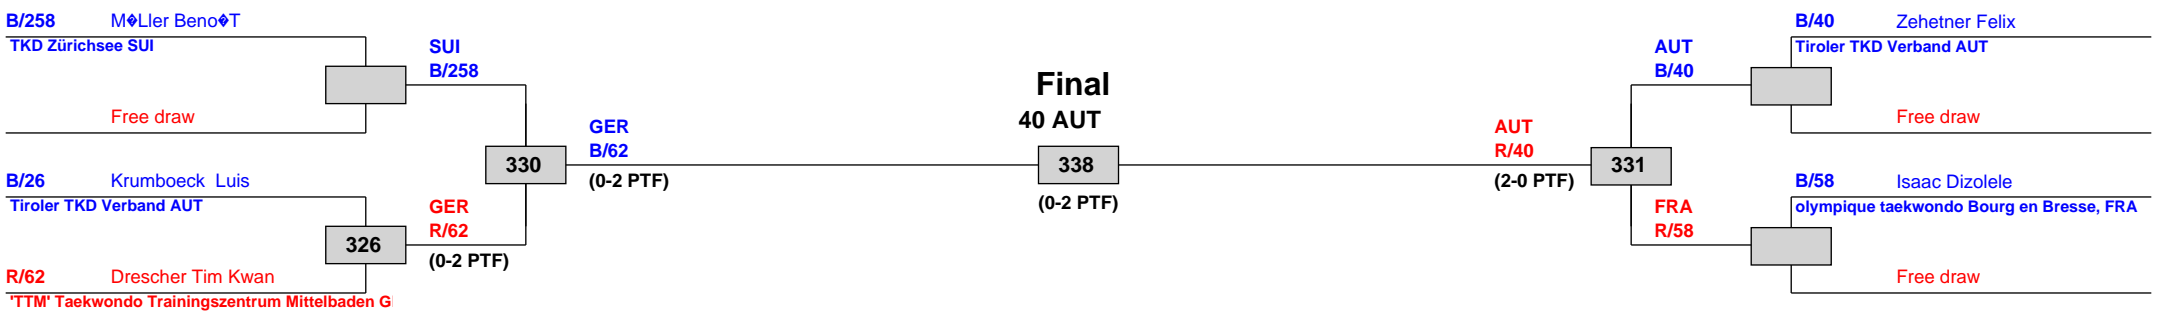 B/258 M�Ller Beno�T
TKD Zürichsee SUI
Free draw
SUI
B/258
B/26 Krumboeck Luis
Tiroler TKD Verband AUT
326
R/62 Drescher Tim Kwan
'TTM' Taekwondo Trainingszentrum Mittelbaden G
GER
R/62
(0-2 PTF)
330
GER
B/62
(0-2 PTF)
Final
40 AUT
338
(0-2 PTF)
AUT
R/40
(2-0 PTF)
331
AUT
B/40
FRA
R/58
B/40 Zehetner Felix
Tiroler TKD Verband AUT
Free draw
B/58 Isaac Dizolele
olympique taekwondo Bourg en Bresse, FRA
Free draw